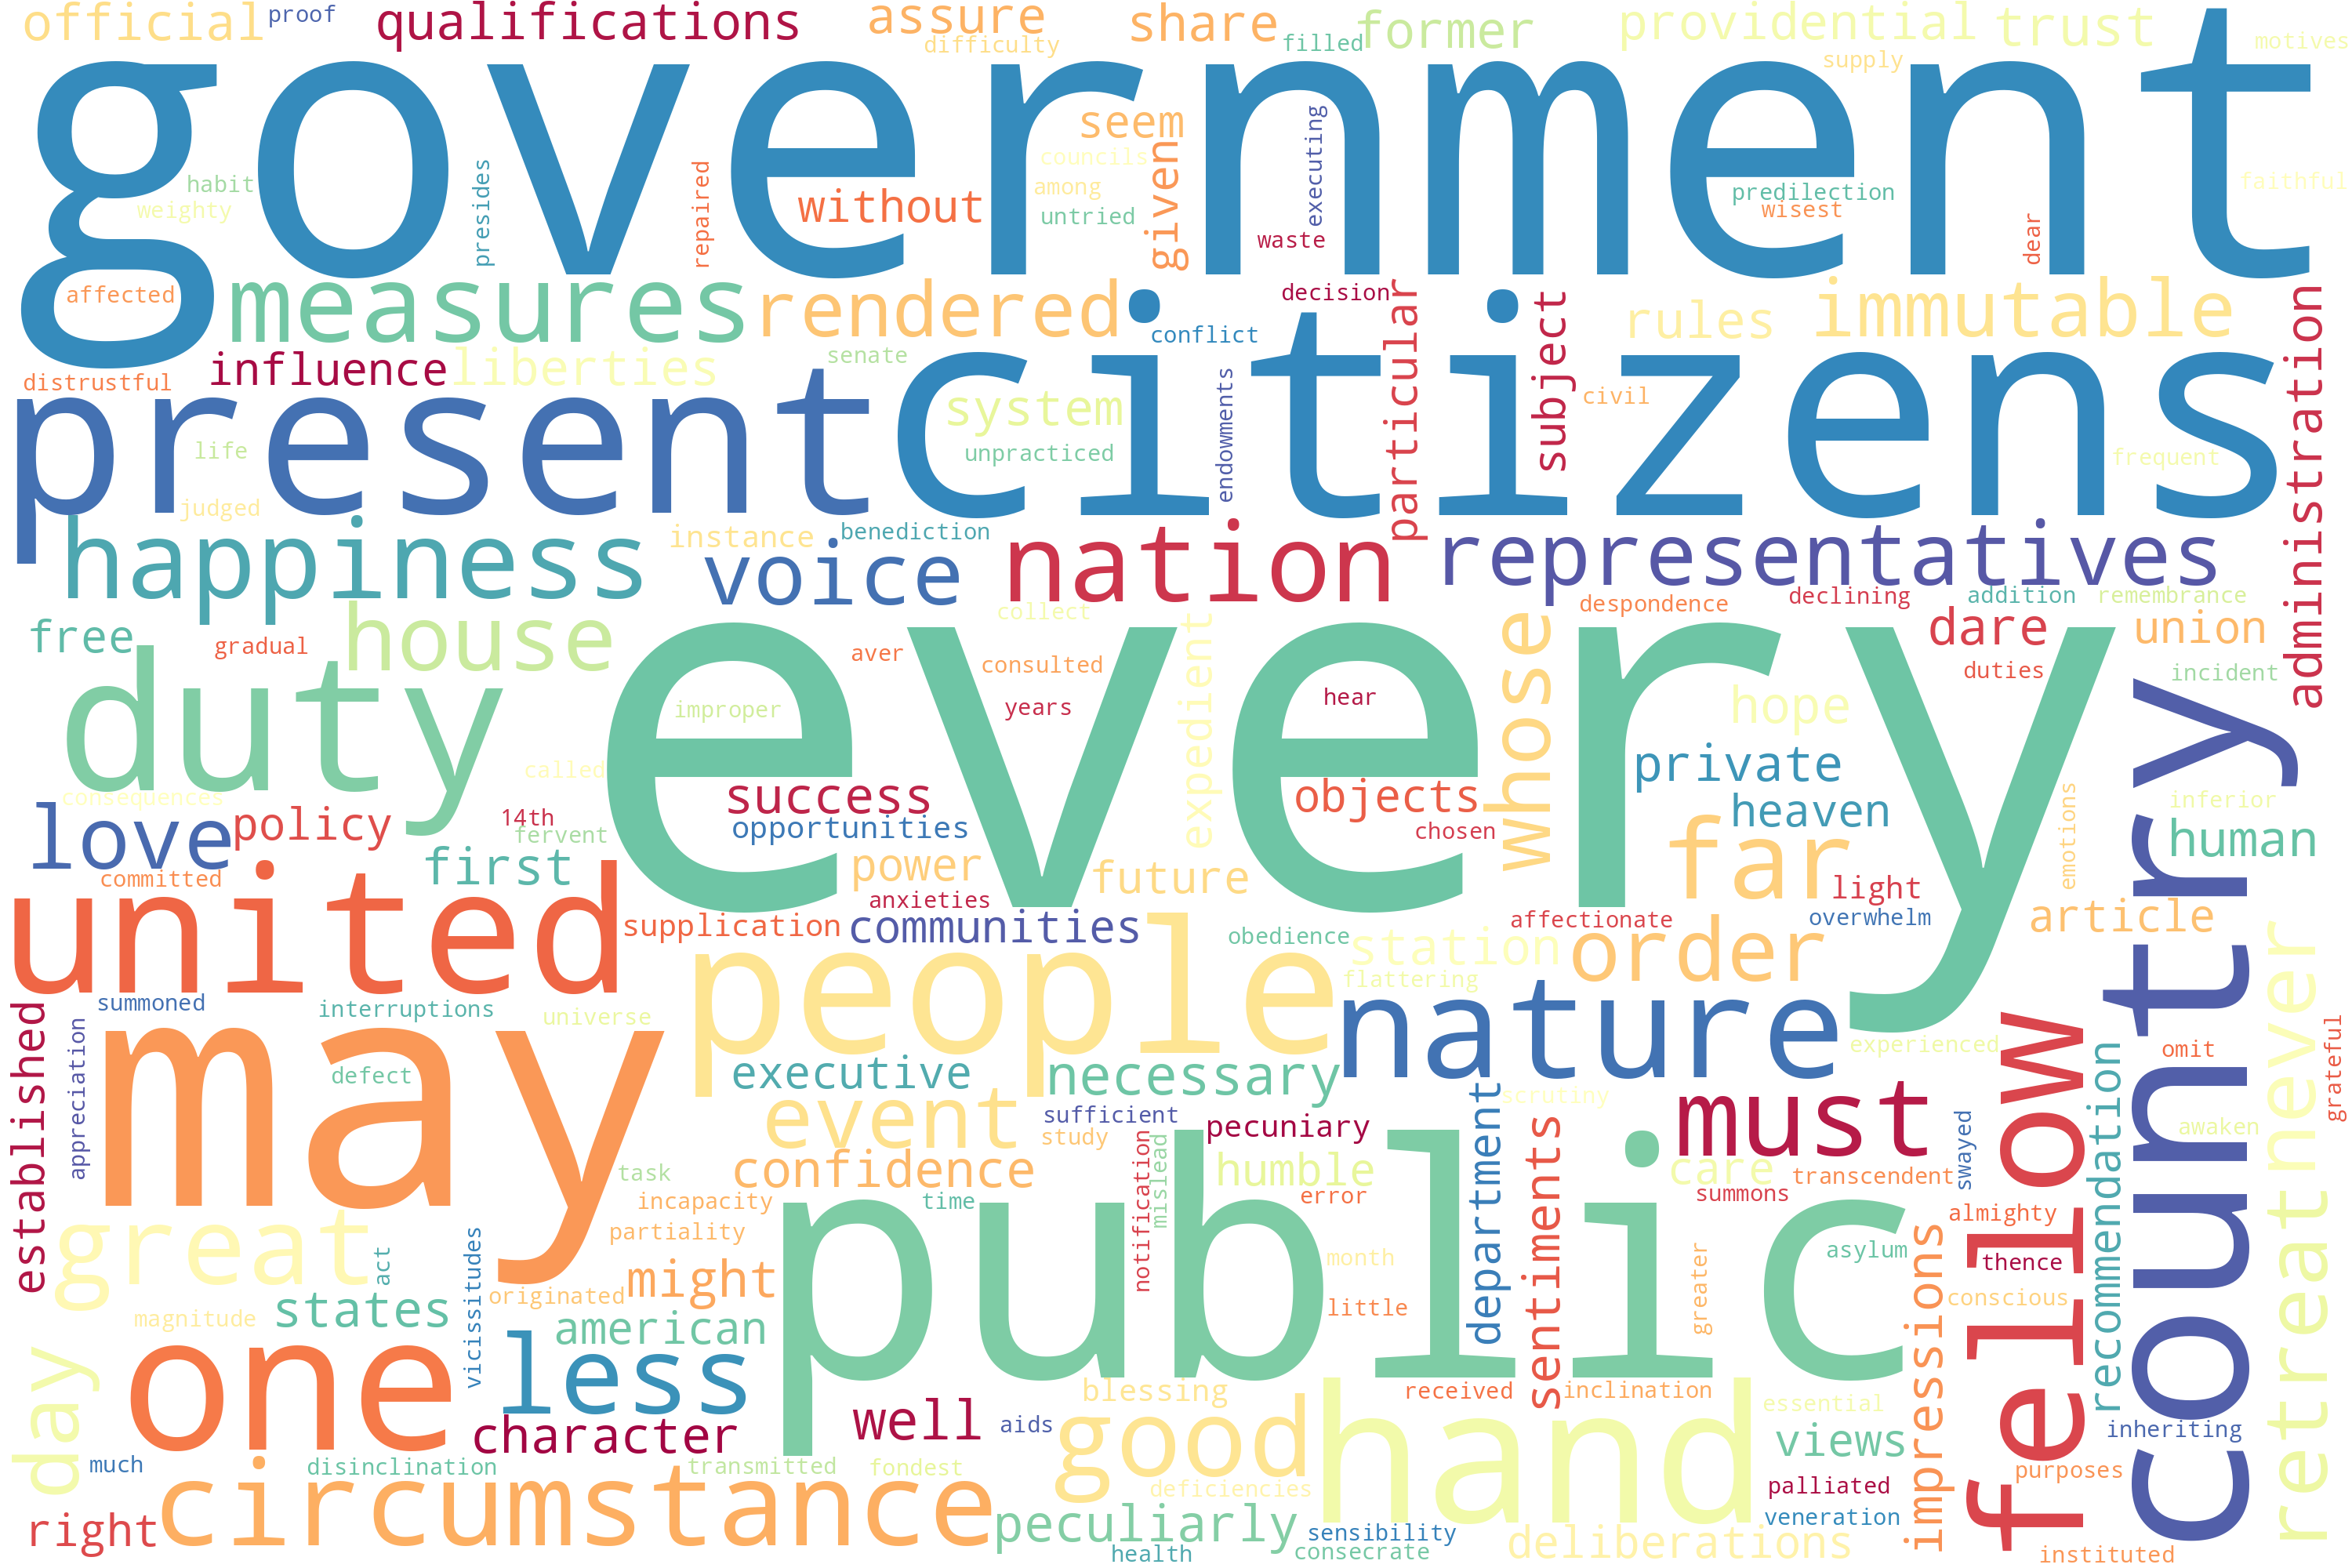 official proof qualifications assure difficulty share filled former providential trust supply motives
government
habit weighty presides repaired without seem councils among untried given executing waste predilection wisest dear faithful
affected measures rendered decision conflict particular subject rules immutable administration
distrustful influence liberties senate civil
present citizens
life judged system unpracticed endowments frequent
happiness instance benediction voice nation representatives
free gradual house collect aver consulted despondence declining addition remembrance dare union duties incident
duty every
improper years hear expedient whose hope private heaven
called consequences success opportunities objects chosen inferior human emotions country
love policy 14th fervent first power future anxieties far light
committed supplication communities affectionate overwhelm article
united people obedience station flattering order
summoned interruptions universe nature experienced never retreat
established appreciation may defect executive necessary fellow recommendation omit grateful
event sufficient study pecuniary scrutiny must swayed awaken
task confidence notification mislead humble department sentiments care transcendent
incapacity partiality time error summons almighty
great act vicissitudes public month greater asylum impressions thence
magnitude states originated might little conscious
day one american less
character well aids blessing received inclination essential
much disinclination transmitted fondest good hand views inheriting
deficiencies palliated purposes
right circumstance peculiarly sensibility veneration
health consecrate deliberations instituted